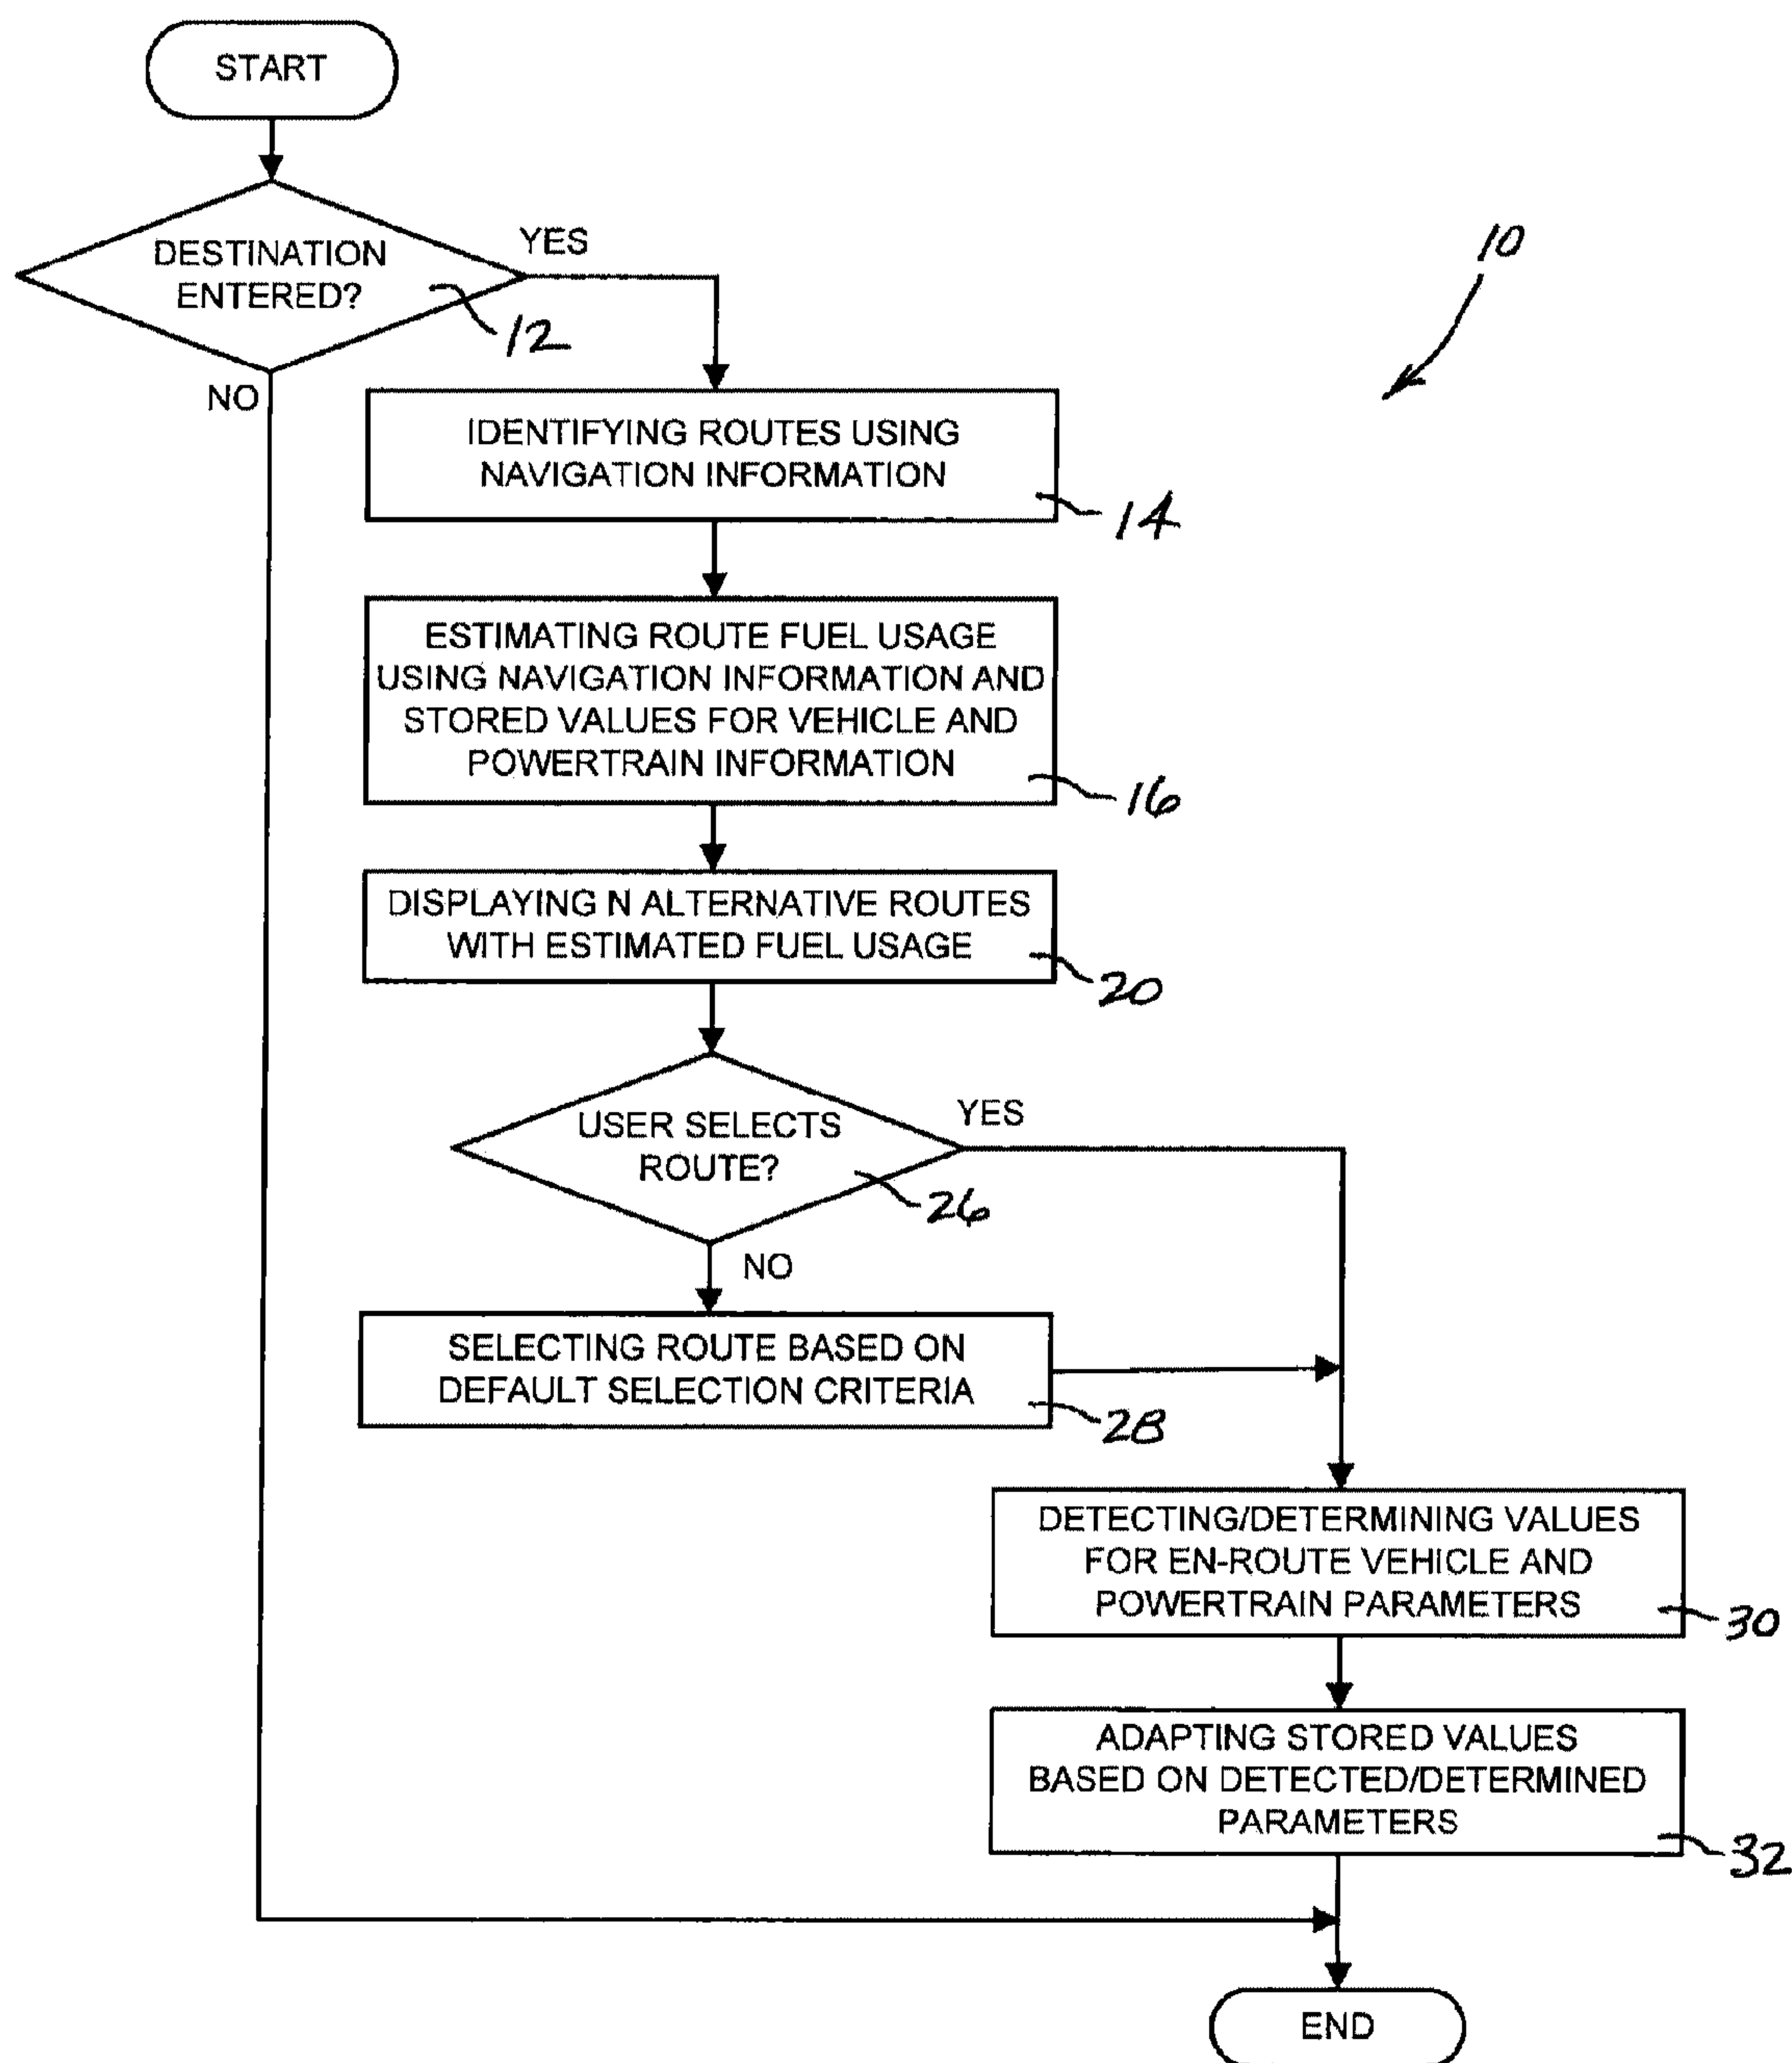 START
DESTINATION
ENTERED?
YES
12
NO
10
IDENTIFYING ROUTES USING
NAVIGATION INFORMATION
14
ESTIMATING ROUTE FUEL USAGE
USING NAVIGATION INFORMATION AND
STORED VALUES FOR VEHICLE AND
POWERTRAIN INFORMATION
16
DISPLAYING N ALTERNATIVE ROUTES
WITH ESTIMATED FUEL USAGE
20
USER SELECTS
ROUTE?
YES
26
NO
SELECTING ROUTE BASED ON
DEFAULT SELECTION CRITERIA
28
DETECTING/DETERMINING VALUES
FOR EN-ROUTE VEHICLE AND
POWERTRAIN PARAMETERS
30
ADAPTING STORED VALUES
BASED ON DETECTED/DETERMINED
PARAMETERS
32
END